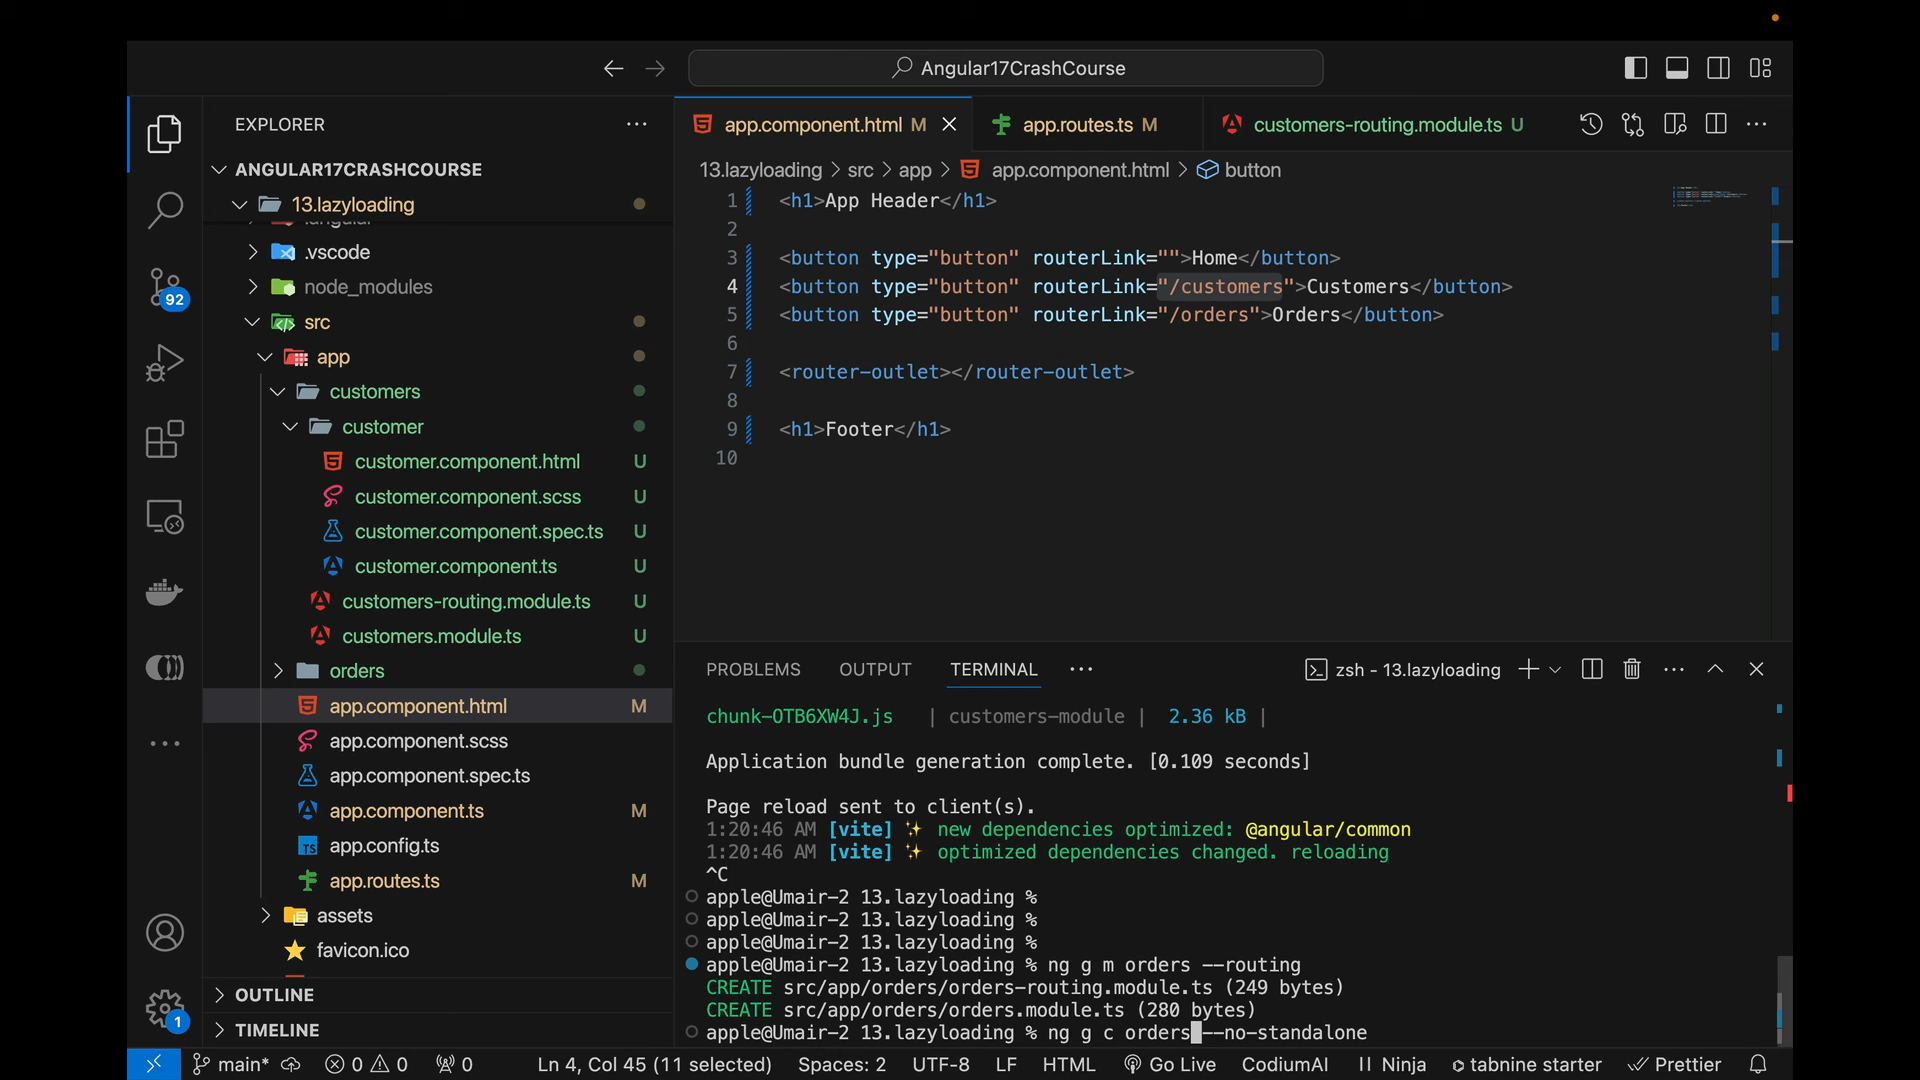 Angular17CrashCourse
EXPLORER
ANGULAR17CRASHCOURSE
13.lazyloading
.vscode
node_modules
src
app
customers
customer
customer.component.html U
customer.component.scss U
customer.component.spec.ts U
customer.component.ts U
customers-routing.module.ts U
customers.module.ts U
orders
app.component.html M
app.component.scss
app.component.spec.ts
app.component.ts M
app.config.ts
app.routes.ts M
assets
favicon.ico
OUTLINE
TIMELINE
92
1
app.component.html M
app.routes.ts M
customers-routing.module.ts U
13.lazyloading > src > app > app.component.html > button
1 <h1>App Header</h1>
2
3 <button type="button" routerLink="">Home</button>
4 <button type="button" routerLink="/customers">Customers</button>
5 <button type="button" routerLink="/orders">Orders</button>
6
7 <router-outlet></router-outlet>
8
9 <h1>Footer</h1>
10
PROBLEMS OUTPUT TERMINAL
zsh - 13.lazyloading
chunk-OTB6XW4J.js | customers-module | 2.36 kB |
Application bundle generation complete. [0.109 seconds]
Page reload sent to client(s).
1:20:46 AM [vite] ✨ new dependencies optimized: @angular/common
1:20:46 AM [vite] ✨ optimized dependencies changed. reloading
^C
apple@Umair-2 13.lazyloading %
apple@Umair-2 13.lazyloading %
apple@Umair-2 13.lazyloading %
apple@Umair-2 13.lazyloading % ng g m orders --routing
CREATE src/app/orders/orders-routing.module.ts (249 bytes)
CREATE src/app/orders/orders.module.ts (280 bytes)
apple@Umair-2 13.lazyloading % ng g c orders --no-standalone
main* 0 0 0 Ln 4, Col 45 (11 selected) Spaces: 2 UTF-8 LF HTML Go Live CodiumAI Ninja tabnine starter Prettier